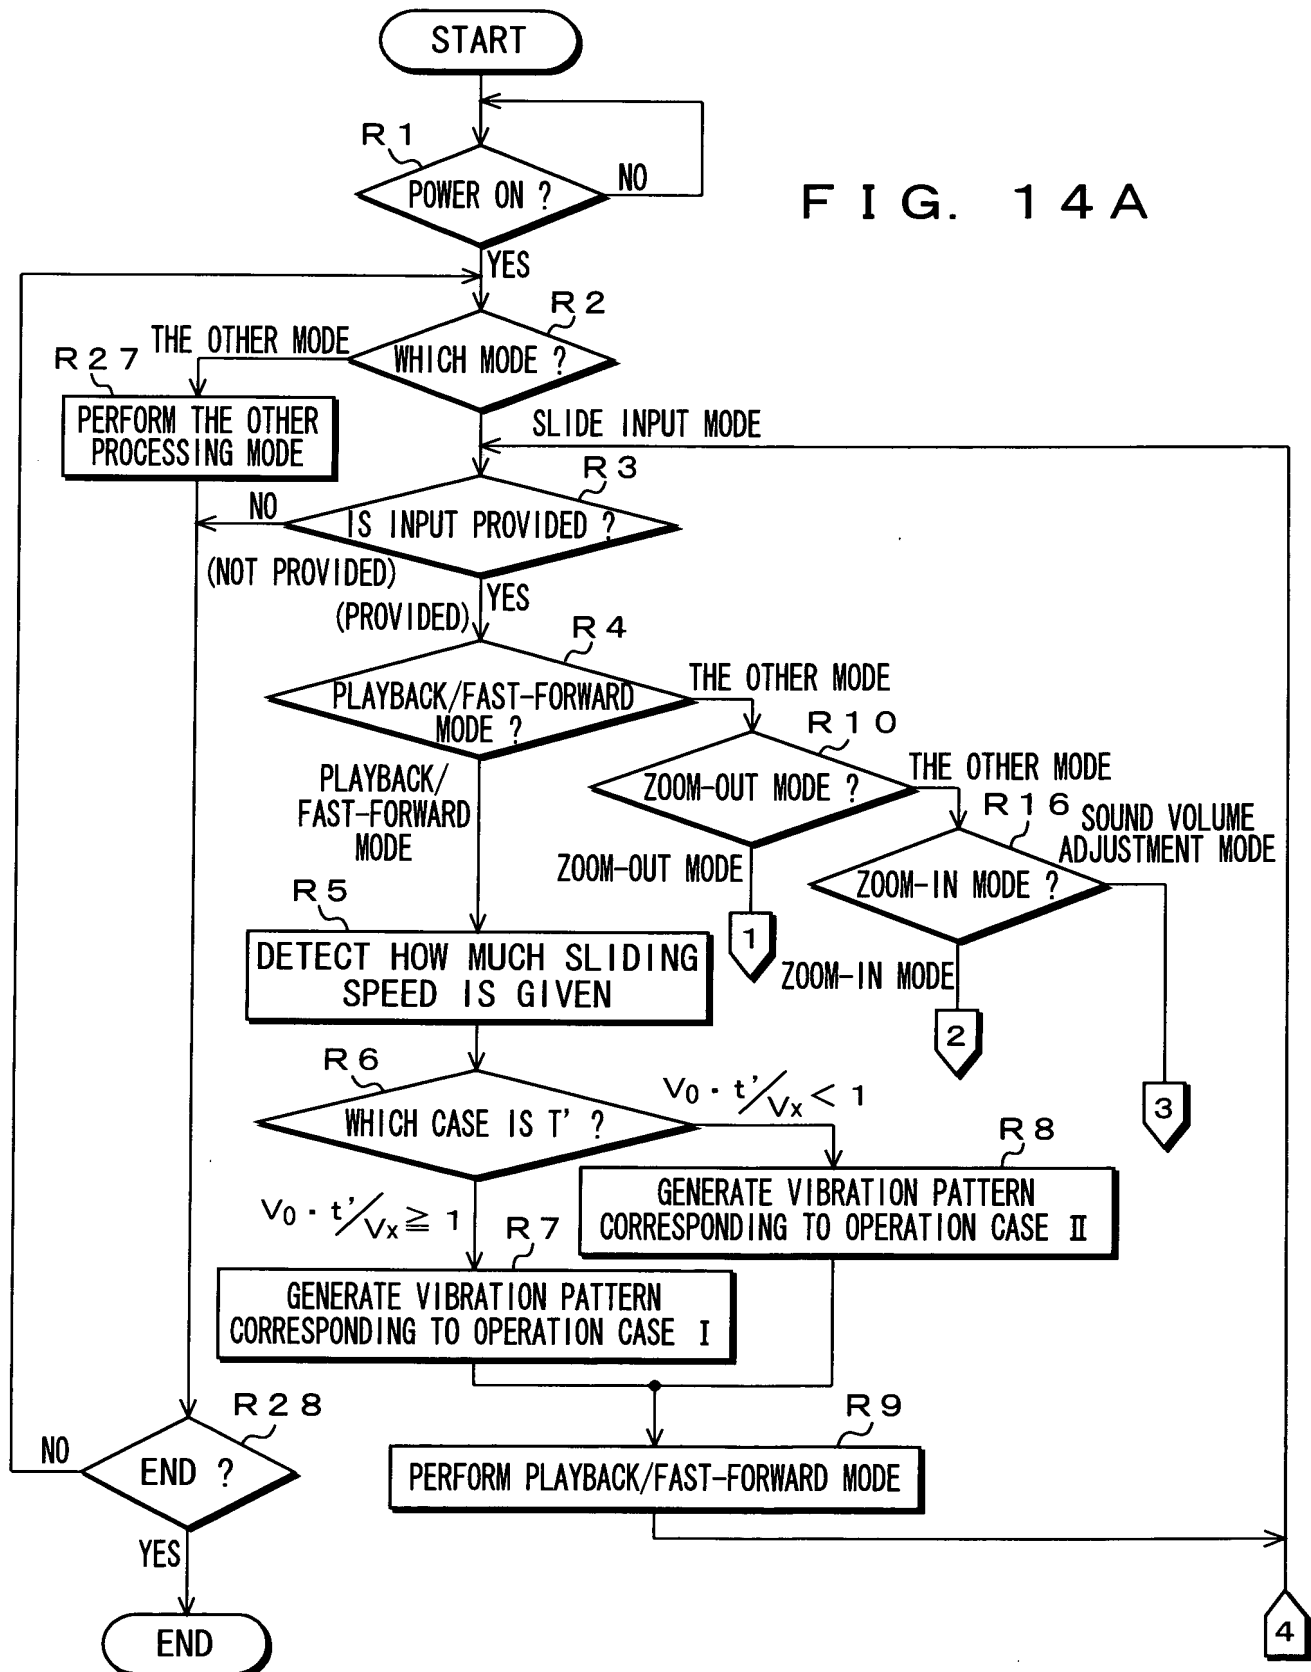 START
R1
POWER ON ?
NO
FIG. 14A
YES
R2
THE OTHER MODE
WHICH MODE ?
R27
PERFORM THE OTHER
PROCESSING MODE
SLIDE INPUT MODE
R3
NO
IS INPUT PROVIDED ?
(NOT PROVIDED)
YES
(PROVIDED)
R4
THE OTHER MODE
PLAYBACK/FAST-FORWARD
MODE ?
R10
PLAYBACK/
FAST-FORWARD
MODE
ZOOM-OUT MODE ?
THE OTHER MODE
R16
SOUND VOLUME
ADJUSTMENT MODE
ZOOM-OUT MODE
ZOOM-IN MODE ?
R5
1
DETECT HOW MUCH SLIDING
SPEED IS GIVEN
ZOOM-IN MODE
2
R6
V0・t'/Vx < 1
3
WHICH CASE IS T' ?
R8
GENERATE VIBRATION PATTERN
CORRESPONDING TO OPERATION CASE II
V0・t'/Vx ≧ 1
R7
GENERATE VIBRATION PATTERN
CORRESPONDING TO OPERATION CASE I
R28
R9
NO
END ?
PERFORM PLAYBACK/FAST-FORWARD MODE
YES
END
4